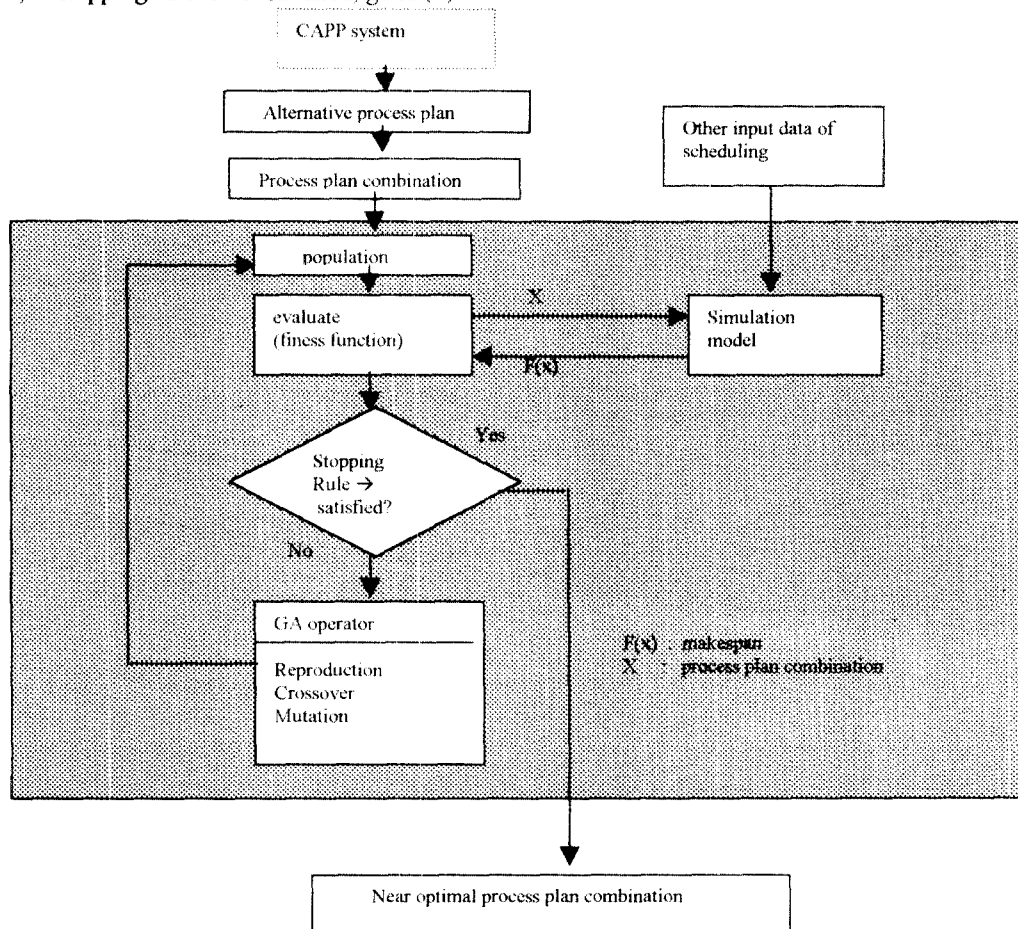 CAPP system
Alternative process plan
Other input data of
scheduling
Process plan combination
population
evaluate
(finess function)
X
F(x)
Simulation
model
Yes
Stopping
Rule →
satisfied?
No
GA operator
Reproduction
Crossover
Mutation
F(x) : makespan
X : process plan combination
Near optimal process plan combination